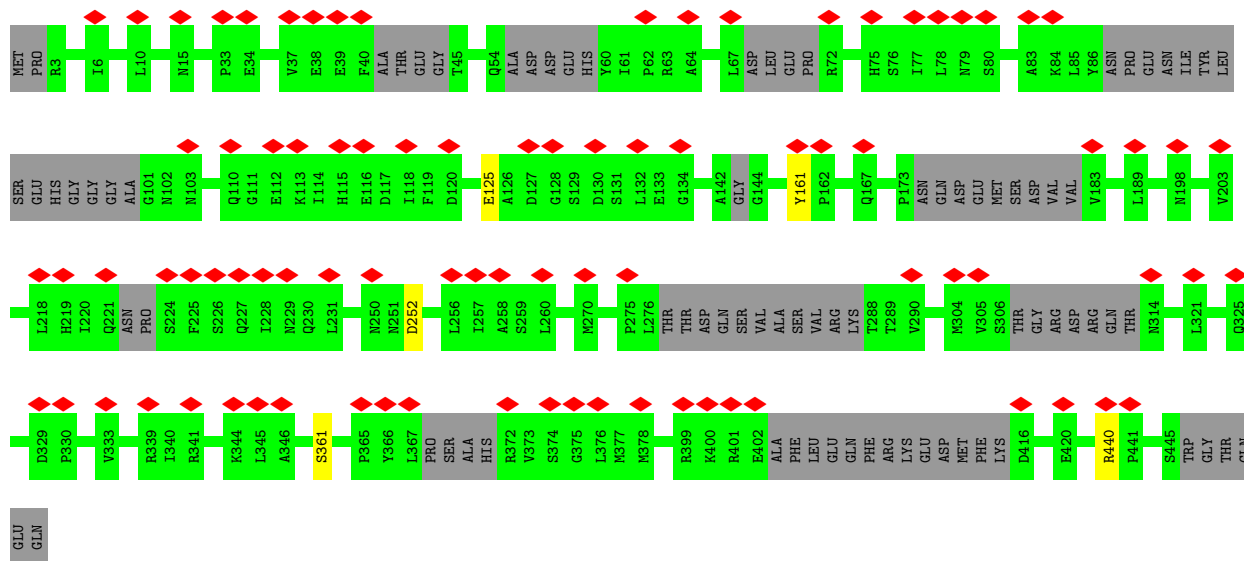 MET PRO R3 I6 L10 N15 P33 E34 V37 E38 E39 F40 ALA THR GLU GLY T45 Q54 ALA ASP ASP GLU HIS Y60 I61 P62 R63 A64 L67 ASP LEU GLU PRO R72 H75 S76 I77 L78 N79 S80 A83 K84 L85 Y86 ASN PRO GLU ASN ILE TYR LEU
SER GLU HIS GLY GLY GLY ALA G101 N102 N103 Q110 G111 E112 K113 I114 H115 E116 D117 I118 F119 D120 E125 A126 D127 G128 S129 D130 S131 L132 E133 G134 A142 GLY G144 Y161 P162 Q167 P173 ASN GLN ASP GLU MET SER ASP VAL VAL V183 L189 N198 V203
L218 H219 I220 Q221 ASN PRO S224 F225 S226 Q227 I228 N229 Q230 L231 N250 N251 D252 L256 I257 A258 S259 L260 M270 P275 L276 THR THR ASP GLN SER VAL ALA SER VAL ARG LYS T288 T289 V290 M304 V305 S306 THR GLY ARG ASP ARG GLN THR N314 L321 Q325
D329 P330 V333 R339 I340 R341 K344 L345 A346 S361 P365 Y366 L367 PRO SER ALA HIS R372 V373 S374 G375 L376 M377 M378 R399 K400 R401 E402 ALA PHE LEU GLU GLN PHE ARG LYS GLU ASP MET PHE LYS D416 E420 R440 P441 S445 TRP GLY THR GLN
GLU GLN